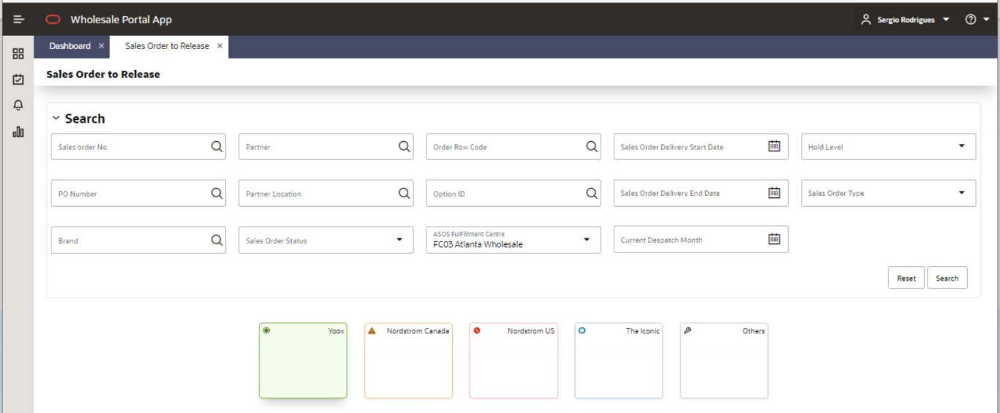 Wholesale Portal App
Sergio Rodrigues
Dashboard
Sales Order to Release
Sales Order to Release
Search
Sales order No.
Partner
Order Row Code
Sales Order Delivery Start Date
Hold Level
PO Number
Partner Location
Option ID
Sales Order Delivery End Date
Sales Order Type
Brand
Sales Order Status
ASOS FulFillment Centre
FC03 Atlanta Wholesale
Current Despatch Month
Reset
Search
Yoox
Nordstrom Canada
Nordstrom US
The Iconic
Others